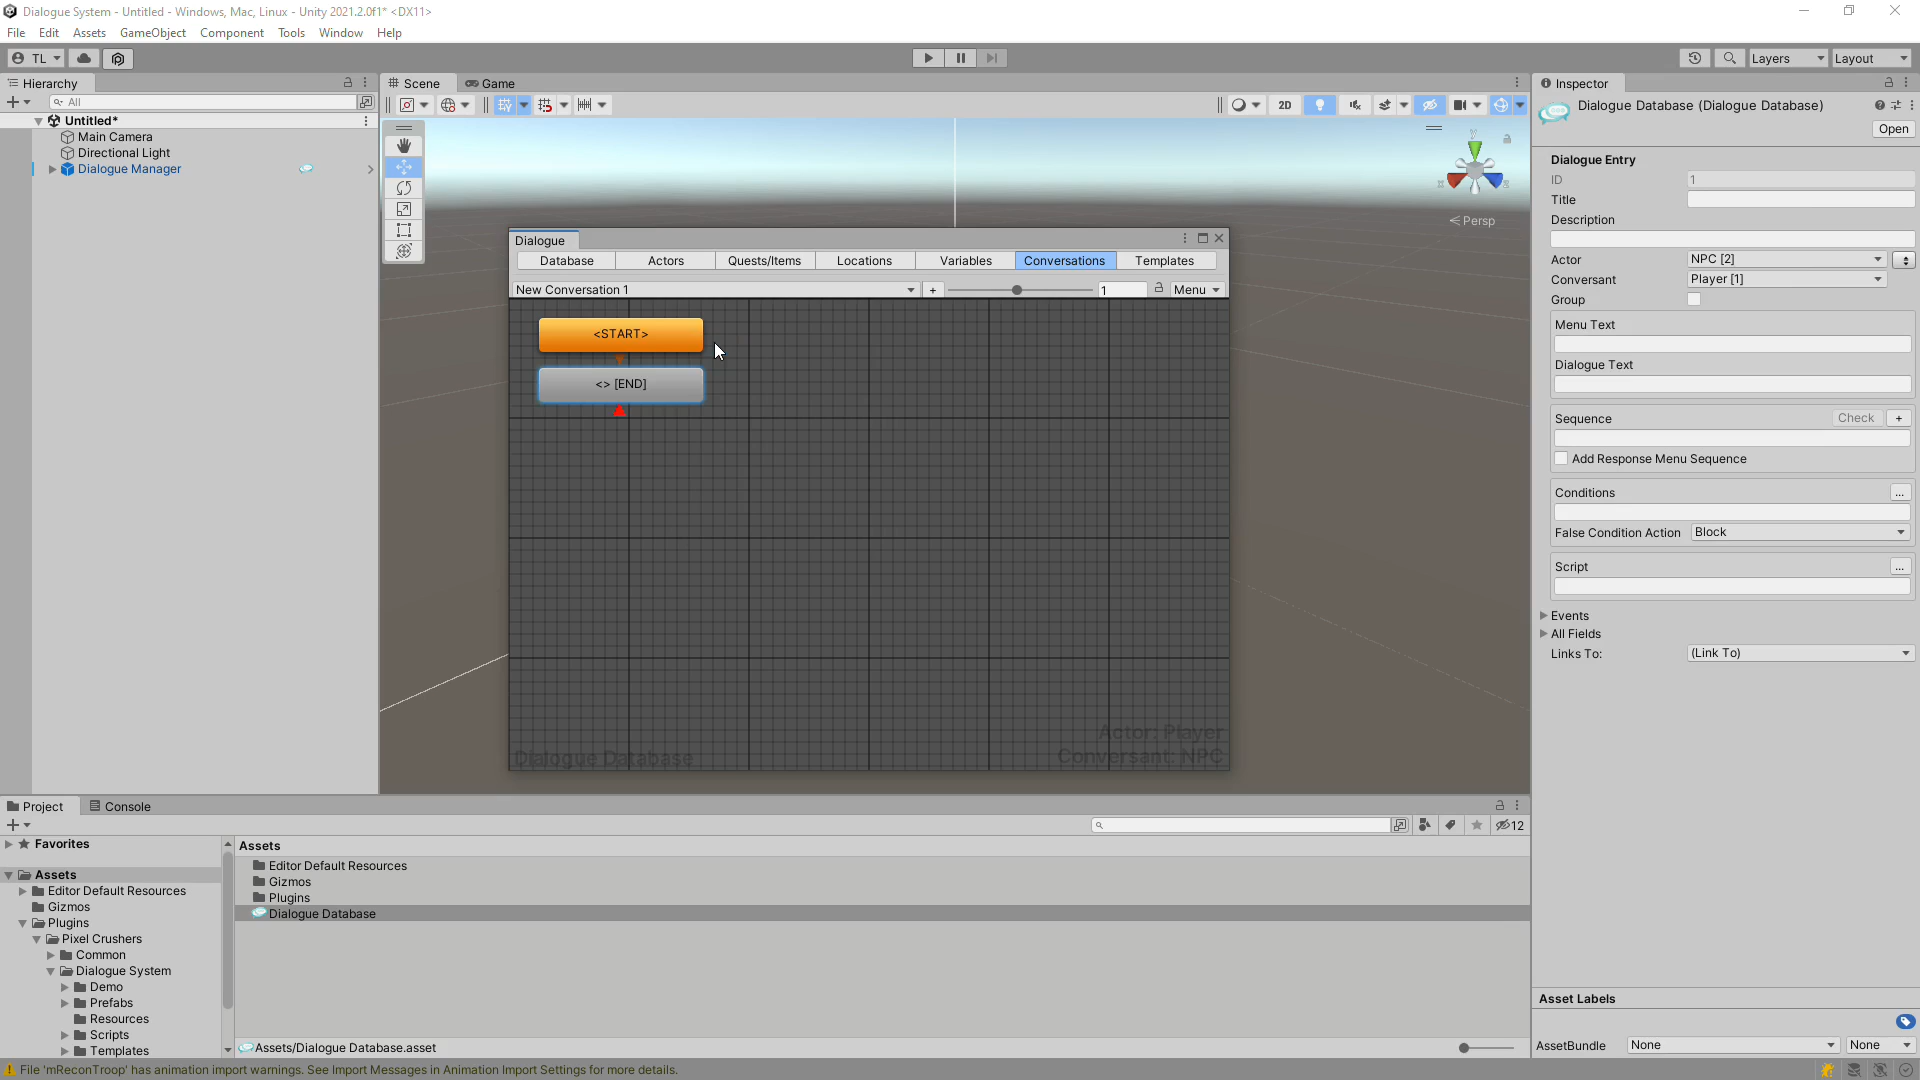 Dialogue System - Untitled - Windows, Mac, Linux - Unity 2021.2.0f1* <DX11>
File Edit Assets GameObject Component Tools Window Help
TL Layers Layout
Hierarchy
All
Untitled*
Main Camera
Directional Light
Dialogue Manager
Scene Game
2D
y
x z
Persp
Dialogue
Database Actors Quests/Items Locations Variables Conversations Templates
New Conversation 1 + 1 Menu
<START>
<> [END]
Actor: Player
Dialogue Database Conversant: NPC
Inspector
Dialogue Database (Dialogue Database)
Open
Dialogue Entry
ID 1
Title
Description
Actor NPC [2]
Conversant Player [1]
Group
Menu Text
Dialogue Text
Sequence Check +
Add Response Menu Sequence
Conditions ...
False Condition Action Block
Script ...
Events
All Fields
Links To: (Link To)
Asset Labels
AssetBundle None None
Project Console
12
Favorites
Assets
Editor Default Resources
Gizmos
Plugins
Pixel Crushers
Common
Dialogue System
Demo
Prefabs
Resources
Scripts
Templates
Assets
Editor Default Resources
Gizmos
Plugins
Dialogue Database
Assets/Dialogue Database.asset
File 'mReconTroop' has animation import warnings. See Import Messages in Animation Import Settings for more details.